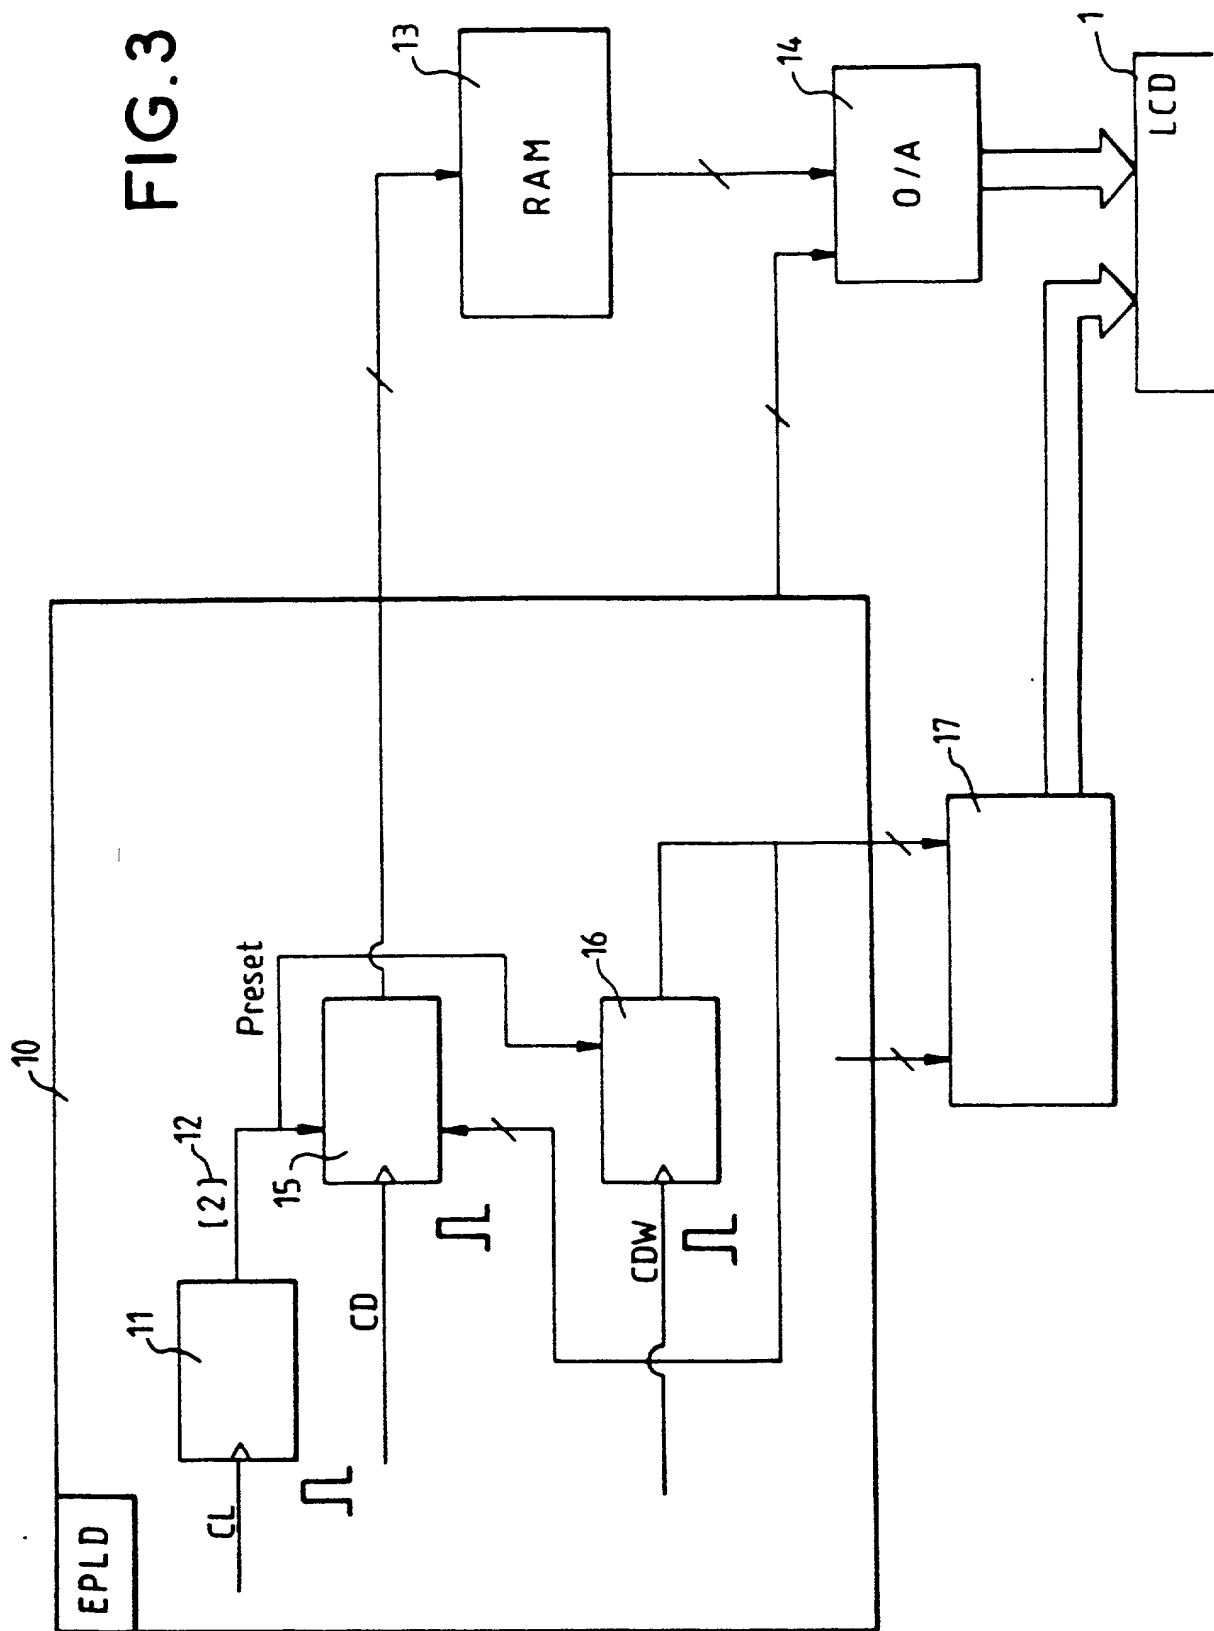 FIG.3
EPLD
10
CL
11
(2)
12
Preset
CD
15
CDW
16
17
13
RAM
14
O/A
1
LCD